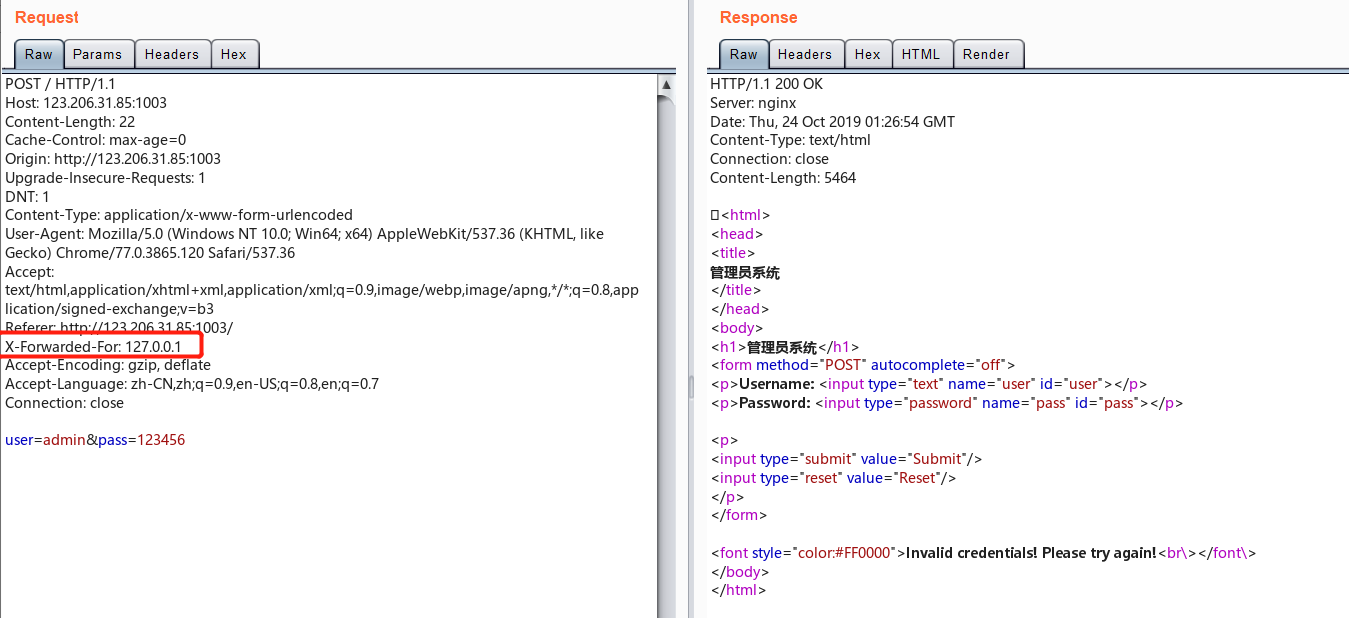 Request
Raw Params Headers Hex
POST / HTTP/1.1
Host: 123.206.31.85:1003
Content-Length: 22
Cache-Control: max-age=0
Origin: http://123.206.31.85:1003
Upgrade-Insecure-Requests: 1
DNT: 1
Content-Type: application/x-www-form-urlencoded
User-Agent: Mozilla/5.0 (Windows NT 10.0; Win64; x64) AppleWebKit/537.36 (KHTML, like
Gecko) Chrome/77.0.3865.120 Safari/537.36
Accept:
text/html,application/xhtml+xml,application/xml;q=0.9,image/webp,image/apng,*/*;q=0.8,app
lication/signed-exchange;v=b3
Referer: http://123.206.31.85:1003/
X-Forwarded-For: 127.0.0.1
Accept-Encoding: gzip, deflate
Accept-Language: zh-CN,zh;q=0.9,en-US;q=0.8,en;q=0.7
Connection: close
user=admin&pass=123456
Response
Raw Headers Hex HTML Render
HTTP/1.1 200 OK
Server: nginx
Date: Thu, 24 Oct 2019 01:26:54 GMT
Content-Type: text/html
Connection: close
Content-Length: 5464
<html>
<head>
<title>
管理员系统
</title>
</head>
<body>
<h1>管理员系统</h1>
<form method="POST" autocomplete="off">
<p>Username: <input type="text" name="user" id="user"></p>
<p>Password: <input type="password" name="pass" id="pass"></p>
<p>
<input type="submit" value="Submit"/>
<input type="reset" value="Reset"/>
</p>
</form>
<font style="color:#FF0000">Invalid credentials! Please try again!<br\></font\>
</body>
</html>